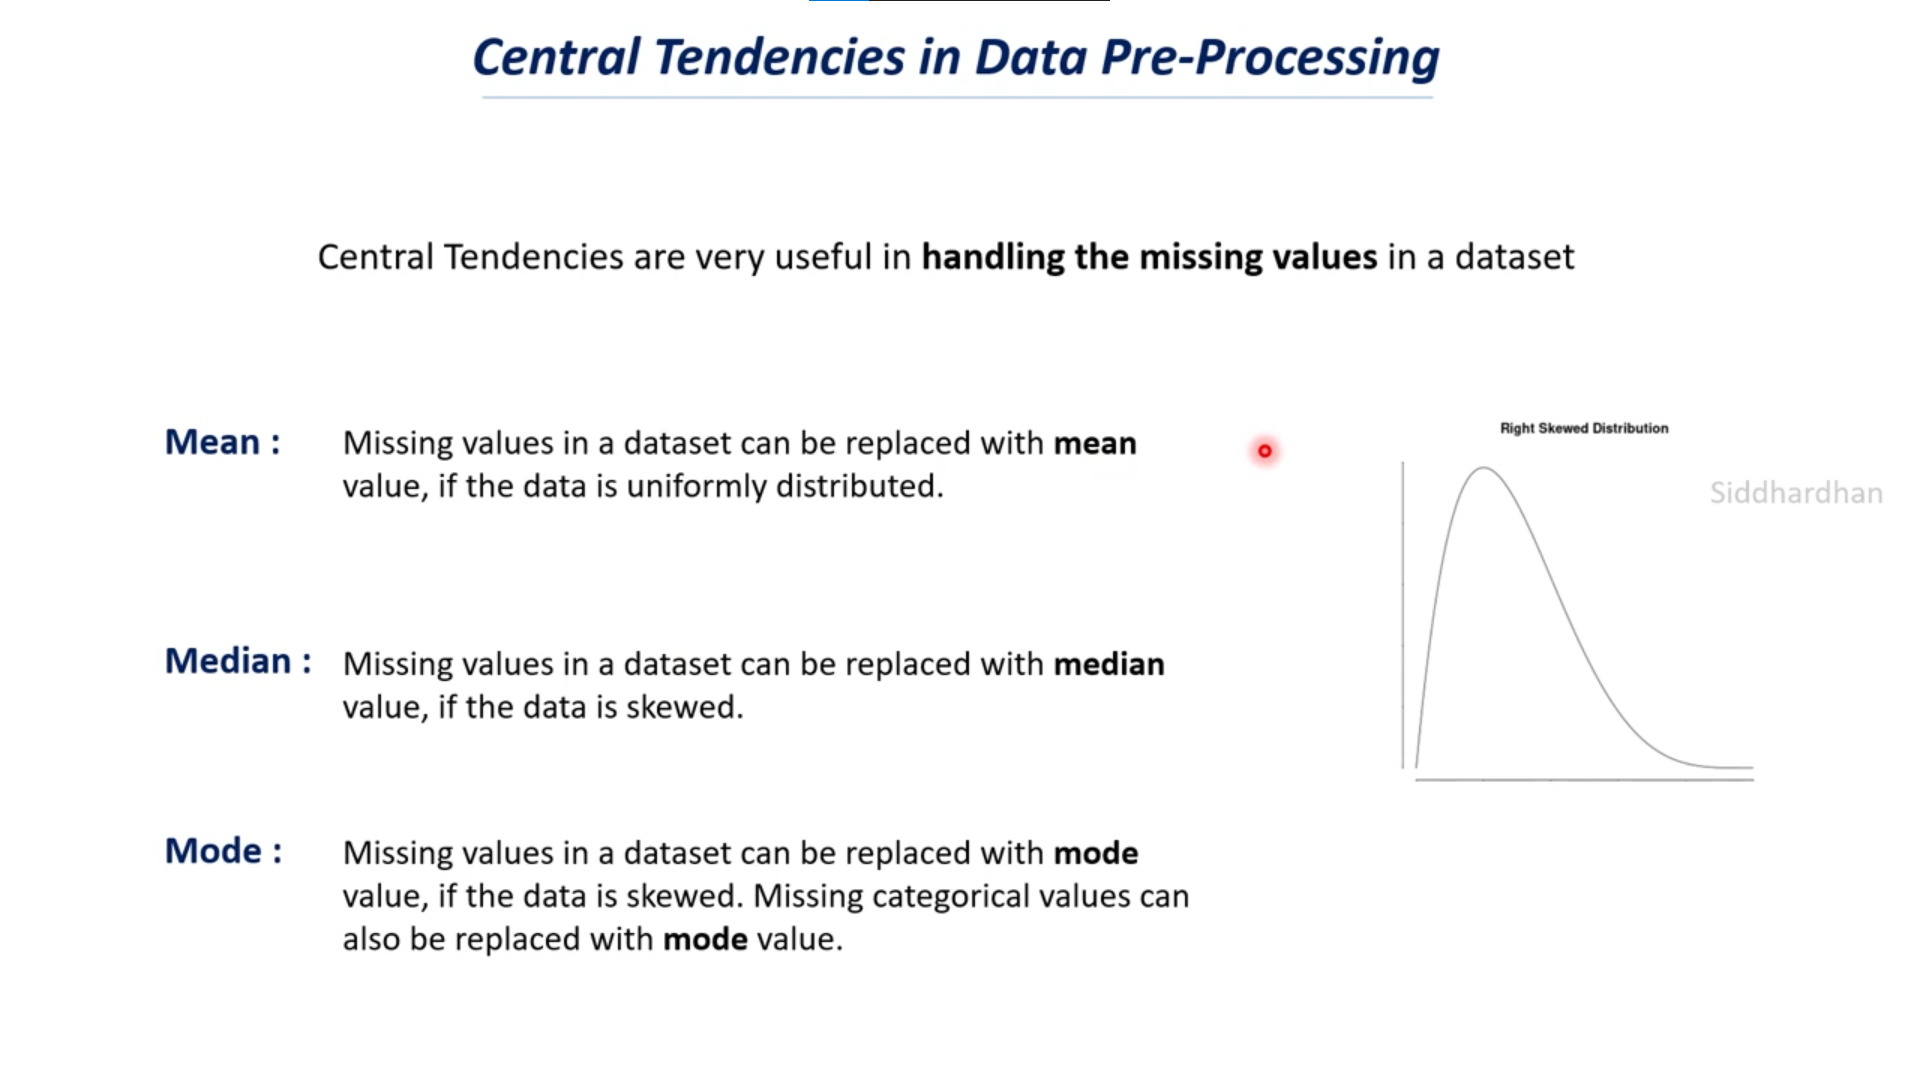 Central Tendencies in Data Pre-Processing
Central Tendencies are very useful in handling the missing values in a dataset
Mean :
Missing values in a dataset can be replaced with mean
value, if the data is uniformly distributed.
Right Skewed Distribution
Siddhardhan
Median :
Missing values in a dataset can be replaced with median
value, if the data is skewed.
Mode :
Missing values in a dataset can be replaced with mode
value, if the data is skewed. Missing categorical values can
also be replaced with mode value.